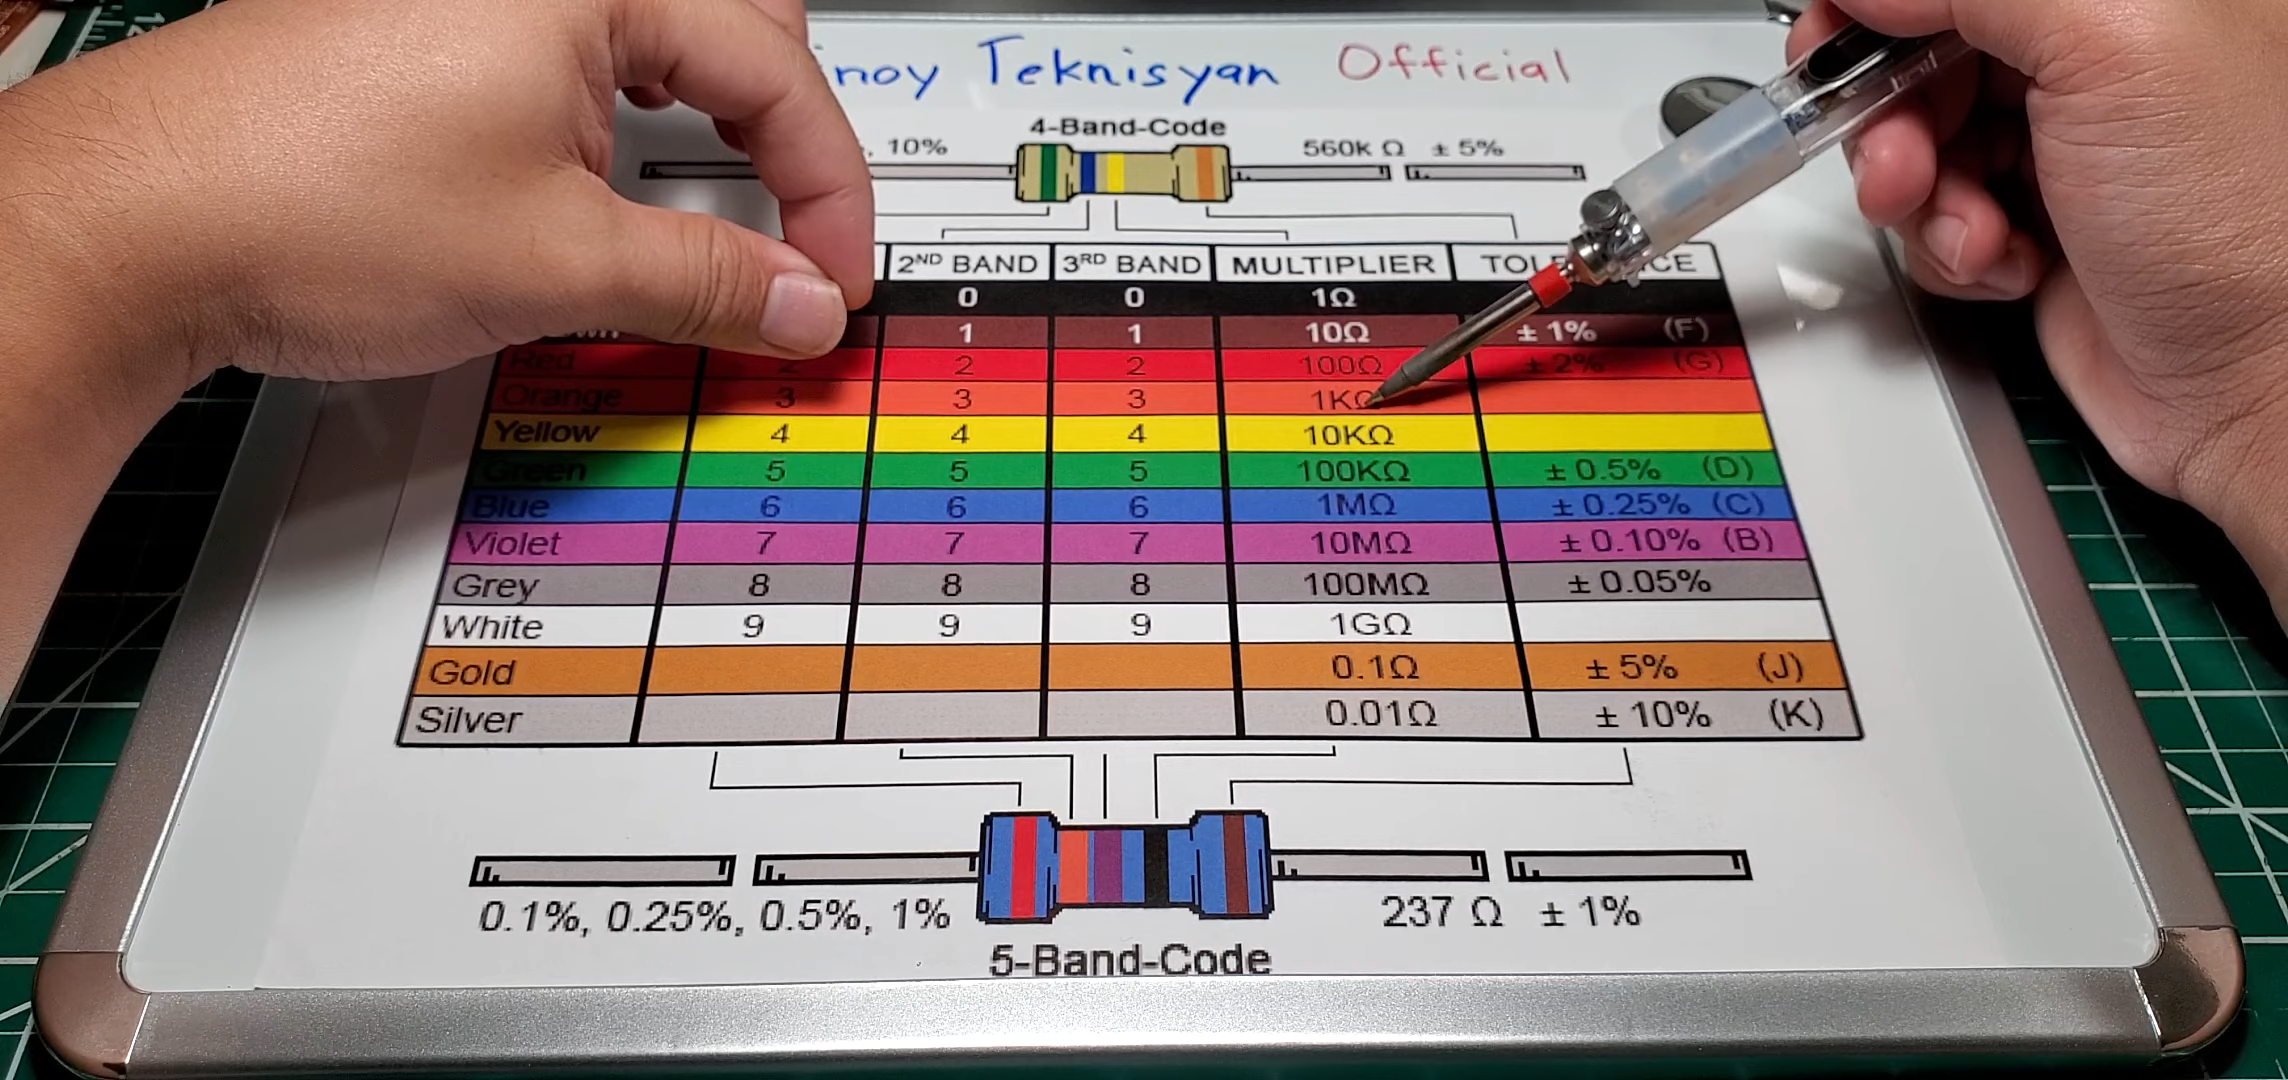 inoy Teknisyan Official
4-Band-Code
, 10% 560k Ω ± 5%
2ND BAND 3RD BAND MULTIPLIER
0 0 1Ω
1 1 10Ω ± 1% (F)
Red 2 2 2 100Ω ± 2% (G)
Orange 3 3 3 1KΩ
Yellow 4 4 4 10KΩ
Green 5 5 5 100KΩ ± 0.5% (D)
Blue 6 6 6 1MΩ ± 0.25% (C)
Violet 7 7 7 10MΩ ± 0.10% (B)
Grey 8 8 8 100MΩ ± 0.05%
White 9 9 9 1GΩ
Gold 0.1Ω ± 5% (J)
Silver 0.01Ω ± 10% (K)
0.1%, 0.25%, 0.5%, 1% 237 Ω ± 1%
5-Band-Code